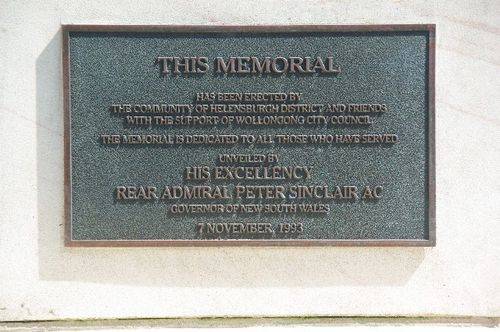 THIS MEMORIAL
HAS BEEN ERECTED BY
THE COMMUNITY OF HELENSBURGH DISTRICT AND FRIENDS
WITH THE SUPPORT OF WOLLONGONG CITY COUNCIL.
THE MEMORIAL IS DEDICATED TO ALL THOSE WHO HAVE SERVED
UNVEILED BY
HIS EXCELLENCY
REAR ADMIRAL PETER SINCLAIR AC
GOVERNOR OF NEW SOUTH WALES
7 NOVEMBER, 1993